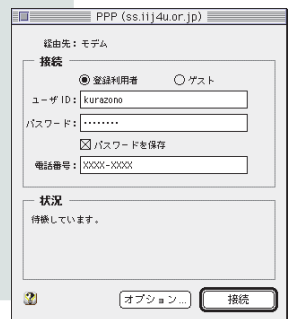 PPP (ss.iij4u.or.jp)
経由先：モデム
接続
登録利用者 ゲスト
ユーザID： kurazono
パスワード： ••••••••
パスワードを保存
電話番号： XXXX-XXXX
状況
待機しています。
オプション... 接続